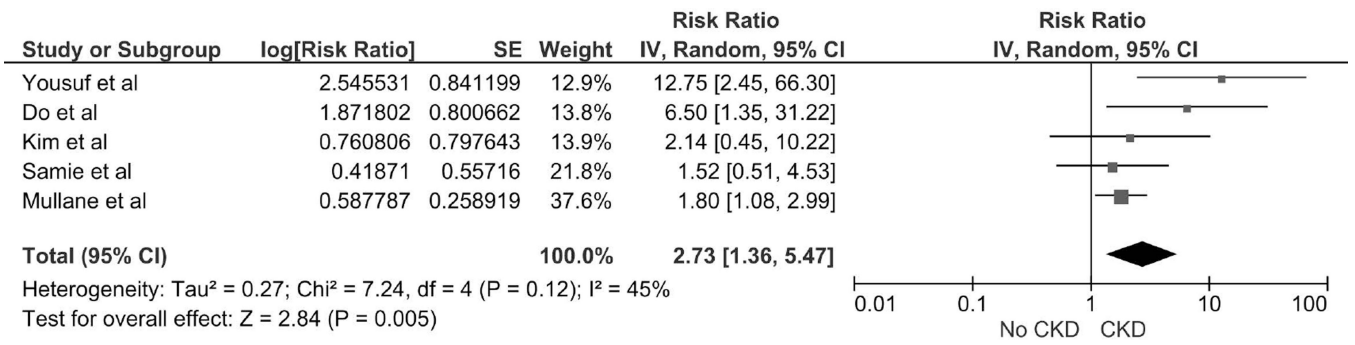 Risk Ratio Risk Ratio
Study or Subgroup log[Risk Ratio] SE Weight IV, Random, 95% CI IV, Random, 95% CI
Yousuf et al 2.545531 0.841199 12.9% 12.75 [2.45, 66.30]
Do et al 1.871802 0.800662 13.8% 6.50 [1.35, 31.22]
Kim et al 0.760806 0.797643 13.9% 2.14 [0.45, 10.22]
Samie et al 0.41871 0.55716 21.8% 1.52 [0.51, 4.53]
Mullane et al 0.587787 0.258919 37.6% 1.80 [1.08, 2.99]
Total (95% CI) 100.0% 2.73 [1.36, 5.47]
Heterogeneity: Tau² = 0.27; Chi² = 7.24, df = 4 (P = 0.12); I² = 45%
Test for overall effect: Z = 2.84 (P = 0.005)
0.01 0.1 1 10 100
No CKD CKD